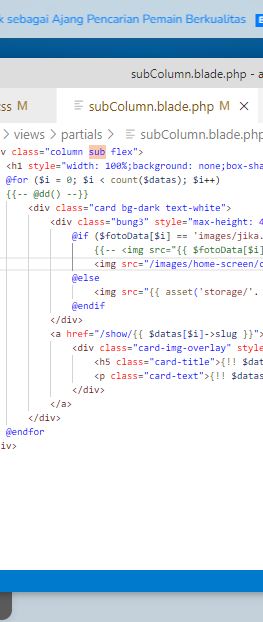 k sebagai Ajang Pencarian Pemain Berkualitas
subColumn.blade.php - a
ss M subColumn.blade.php M
> views > partials > subColumn.blade.php
v class="column sub flex">
<h1 style="width: 100%;background: none;box-sha
@for ($i = 0; $i < count($datas); $i++)
{{-- @dd() --}}
<div class="card bg-dark text-white">
<div class="bung3" style="max-height: 4
@if ($fotoData[$i] == 'images/jika.
{{-- <img src="{{ $fotoData[$i]
<img src="/images/home-screen/c
@else
<img src="{{ asset('storage/'.
@endif
</div>
<a href="/show/{{ $datas[$i]->slug }}">
<div class="card-img-overlay" style
<h5 class="card-title">{!! $dat
<p class="card-text">{!! $datas
</div>
</a>
</div>
@endfor
iv>